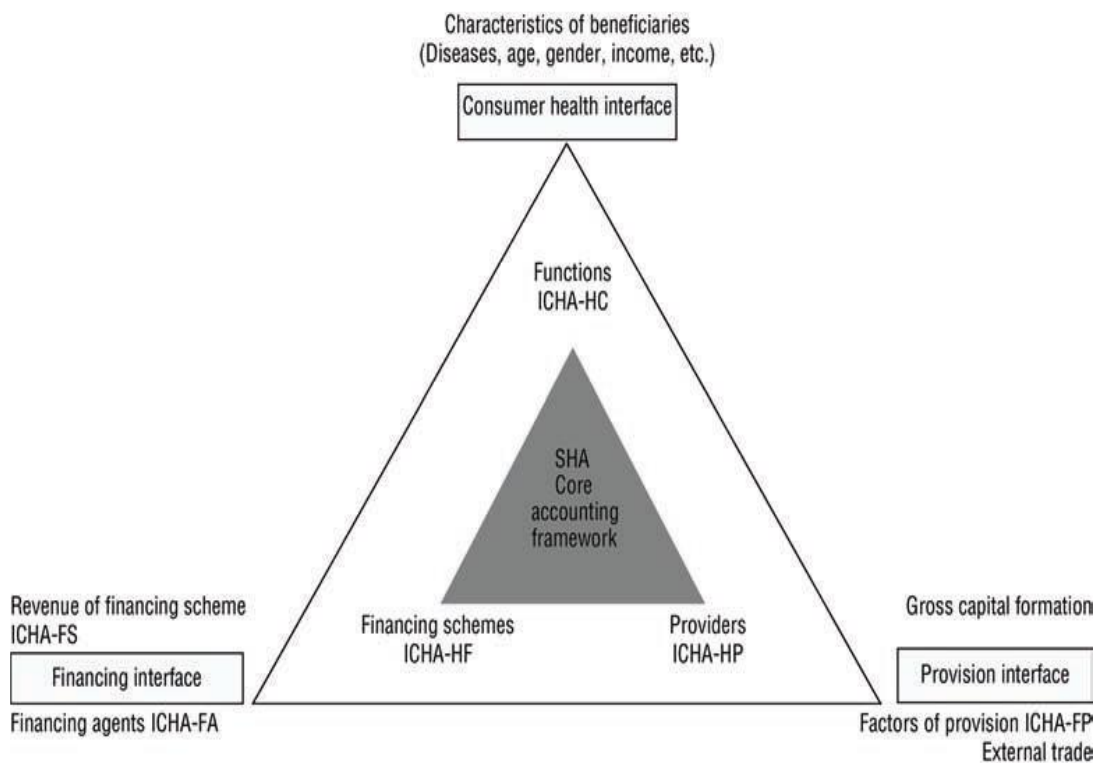 Characteristics of beneficiaries
(Diseases, age, gender, income, etc.)
Consumer health interface
Functions
ICHA-HC
SHA
Core
accounting
framework
Revenue of financing scheme
ICHA-FS
Financing interface
Financing agents ICHA-FA
Financing schemes
ICHA-HF
Providers
ICHA-HP
Gross capital formation
Provision interface
Factors of provision ICHA-FP
External trade